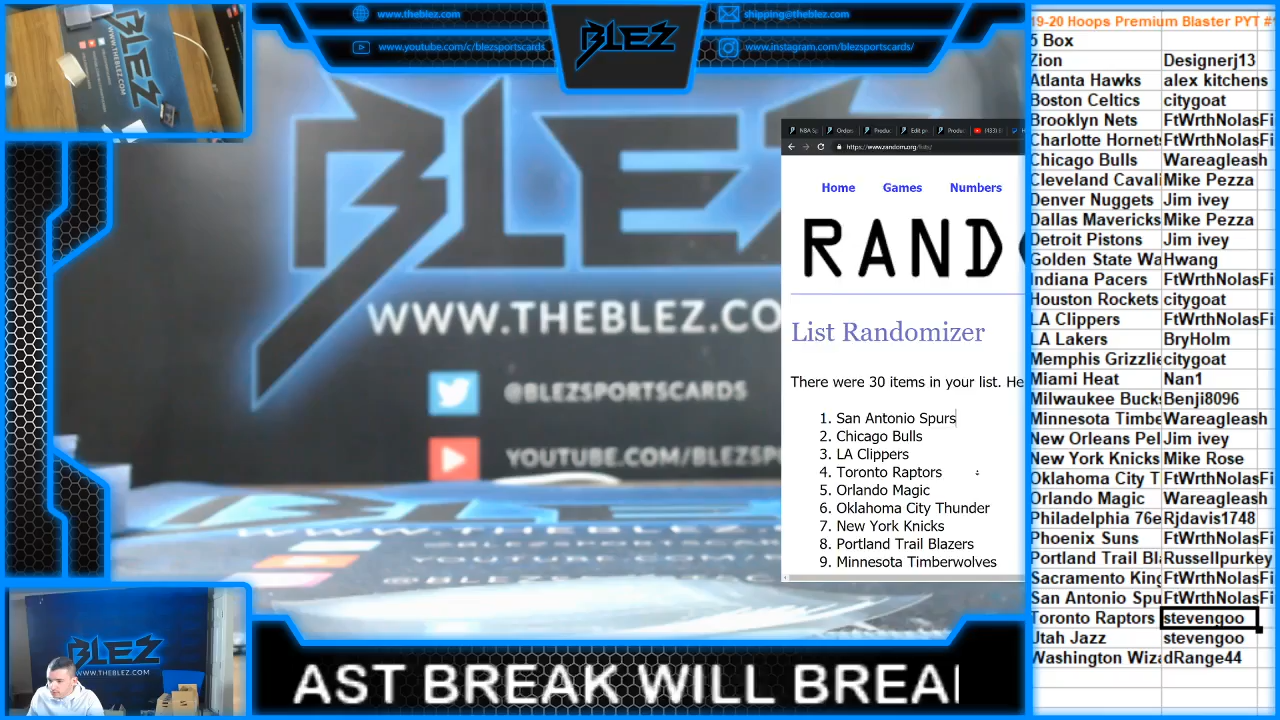 www.theblez.com
shipping@theblez.com
www.youtube.com/c/blezsportscards
www.instagram.com/blezsportscards/
BLEZ
BLEZ
WWW.THEBLEZ.CO
@BLEZSPORTSCARDS
YOUTUBE.COM/BLEZSP
Home Games Numbers
RAND
List Randomizer
There were 30 items in your list. He
1. San Antonio Spurs
2. Chicago Bulls
3. LA Clippers
4. Toronto Raptors
5. Orlando Magic
6. Oklahoma City Thunder
7. New York Knicks
8. Portland Trail Blazers
9. Minnesota Timberwolves
19-20 Hoops Premium Blaster PYT #
5 Box
Zion Designerj13
Atlanta Hawks alex kitchens
Boston Celtics citygoat
Brooklyn Nets FtWrthNolasFi
Charlotte Hornets FtWrthNolasFi
Chicago Bulls Wareagleash
Cleveland Cavali Mike Pezza
Denver Nuggets Jim ivey
Dallas Mavericks Mike Pezza
Detroit Pistons Jim ivey
Golden State Wa Hwang
Indiana Pacers FtWrthNolasFi
Houston Rockets citygoat
LA Clippers FtWrthNolasFi
LA Lakers BryHolm
Memphis Grizzlie citygoat
Miami Heat Nan1
Milwaukee Bucks Benji8096
Minnesota Timbe Wareagleash
New Orleans Pel Jim ivey
New York Knicks Mike Rose
Oklahoma City T FtWrthNolasFi
Orlando Magic Wareagleash
Philadelphia 76e Rjdavis1748
Phoenix Suns FtWrthNolasFi
Portland Trail Bla Russellpurkey
Sacramento King FtWrthNolasFi
San Antonio Spu FtWrthNolasFi
Toronto Raptors stevengoo
Utah Jazz stevengoo
Washington Wiza dRange44
BLEZ
WWW.THEBLEZ.COM
AST BREAK WILL BREA